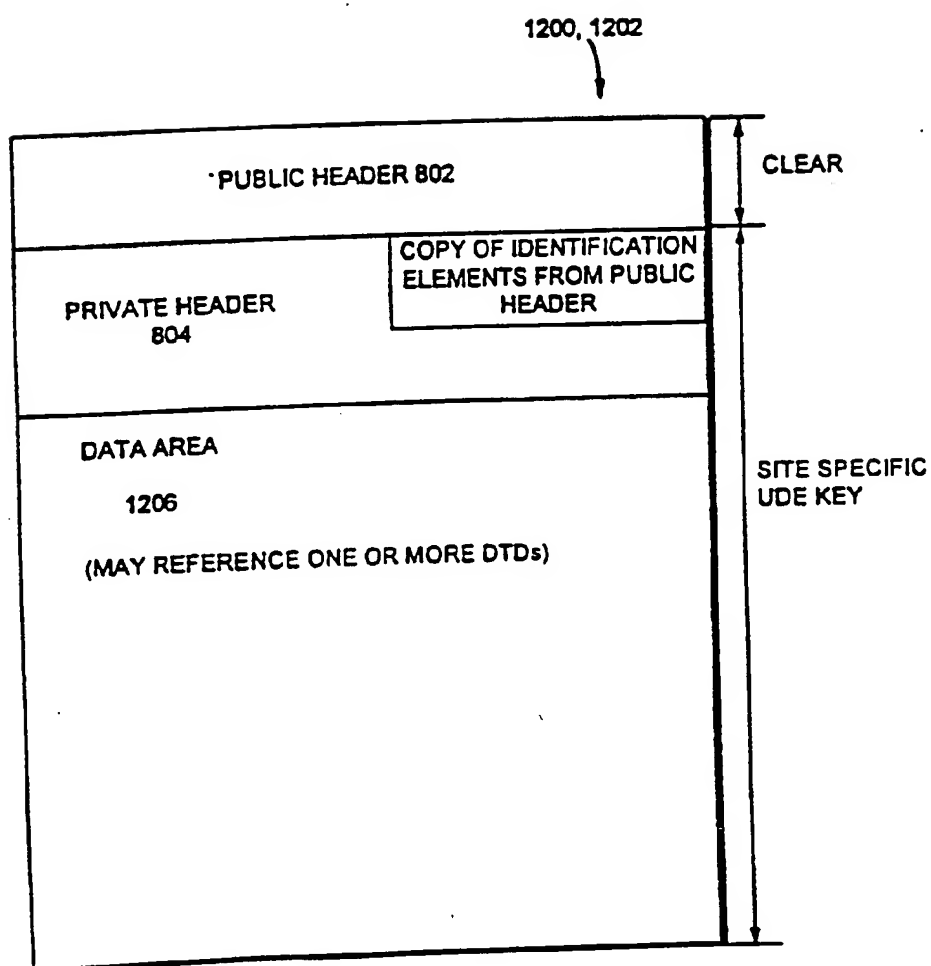 1200, 1202
PUBLIC HEADER 802
CLEAR
COPY OF IDENTIFICATION
ELEMENTS FROM PUBLIC
HEADER
PRIVATE HEADER
804
DATA AREA
1206
(MAY REFERENCE ONE OR MORE DTDs)
SITE SPECIFIC
UDE KEY